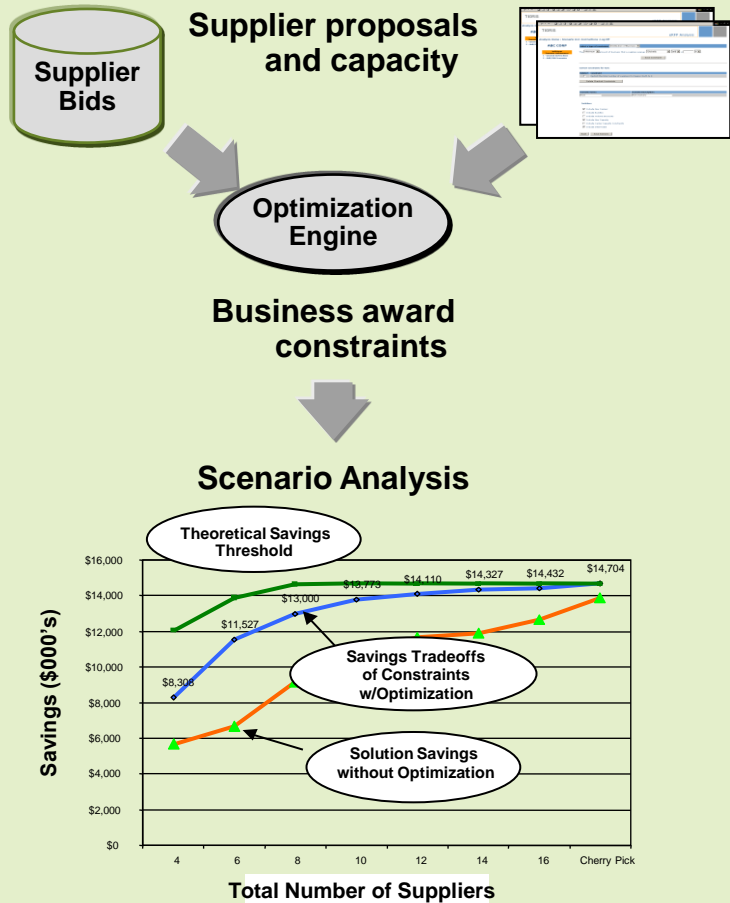 Supplier proposals
and capacity
Supplier
Bids
Optimization
Engine
Business award
constraints
Scenario Analysis
Theoretical Savings
Threshold
Savings ($000's)
$16,000
$14,000
$12,000
$10,000
$8,000
$6,000
$4,000
$2,000
$0
$8,308
$11,527
$13,000
$13,773
$14,110
$14,327
$14,432
$14,704
Savings Tradeoffs
of Constraints
w/Optimization
Solution Savings
without Optimization
4 6 8 10 12 14 16 Cherry Pick
Total Number of Suppliers